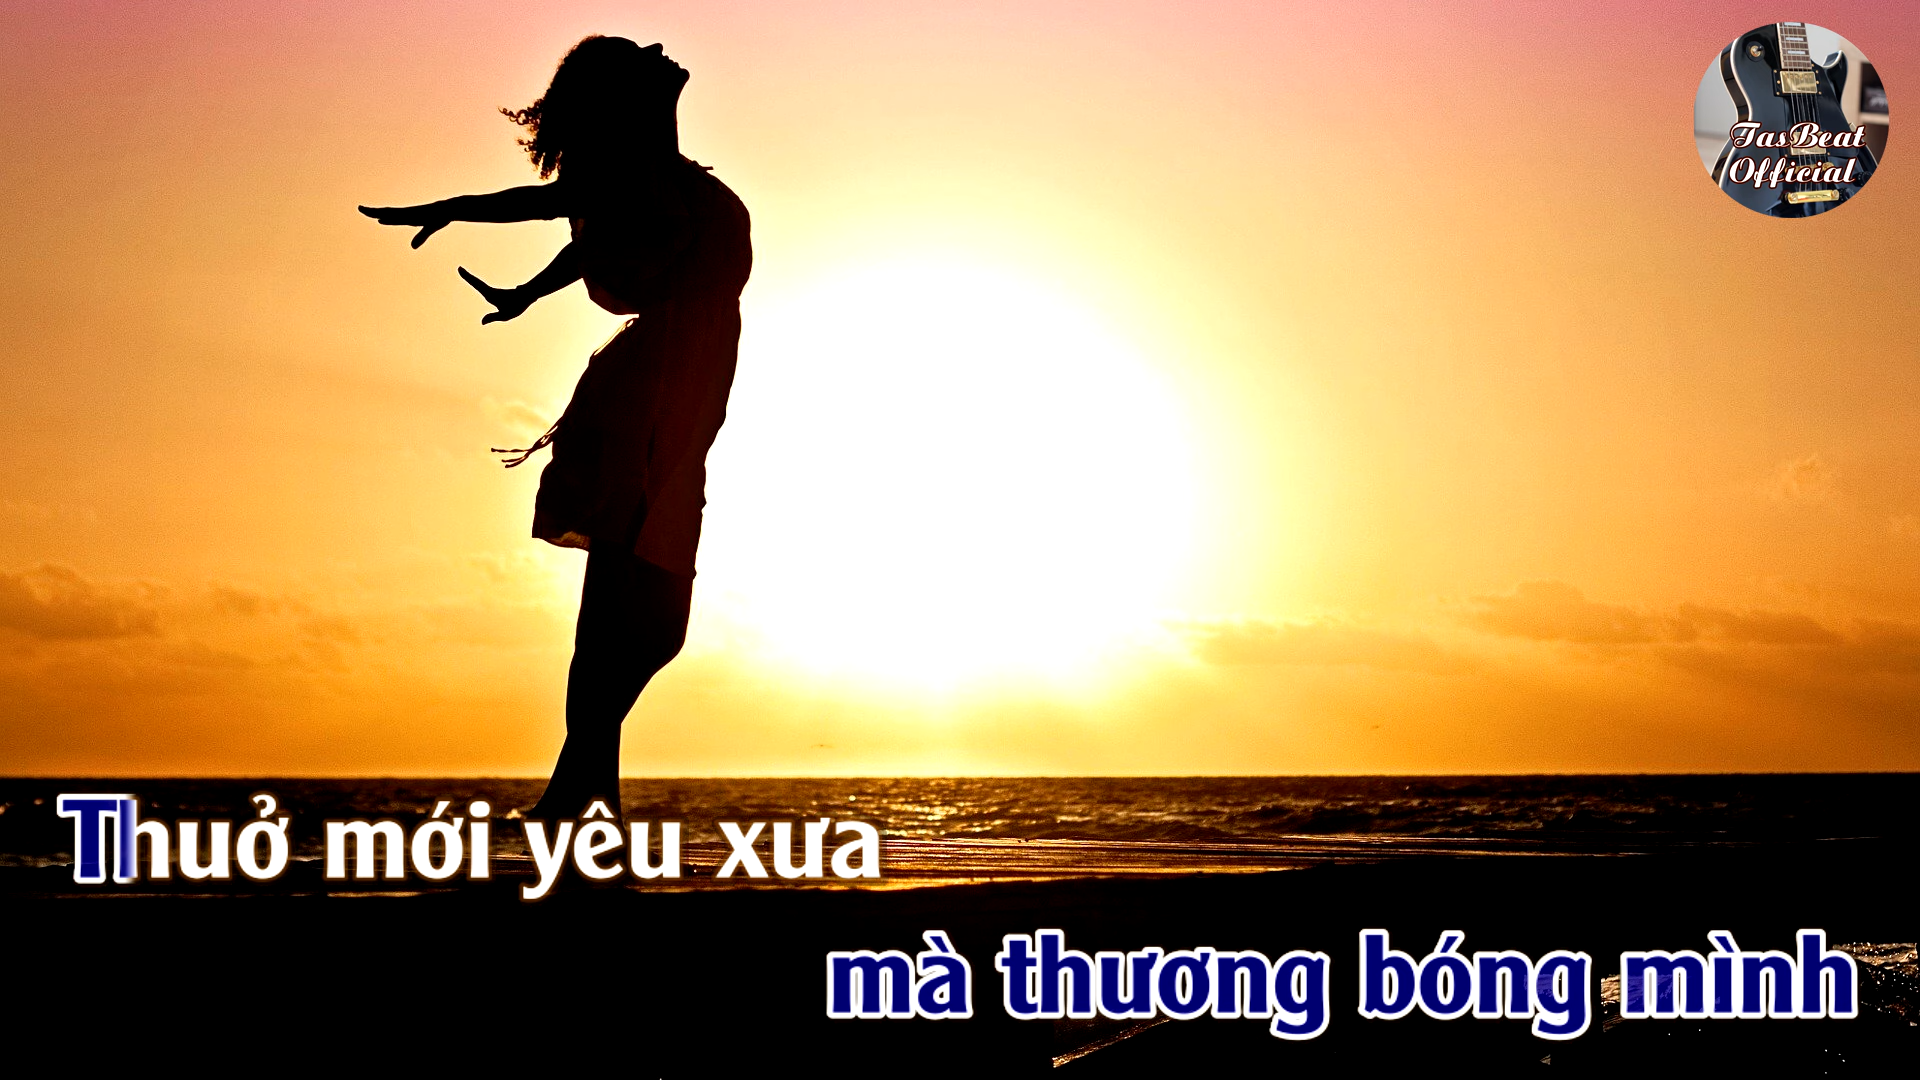 TasBeat
Official
Thuở mới yêu xưa
mà thương bóng mình